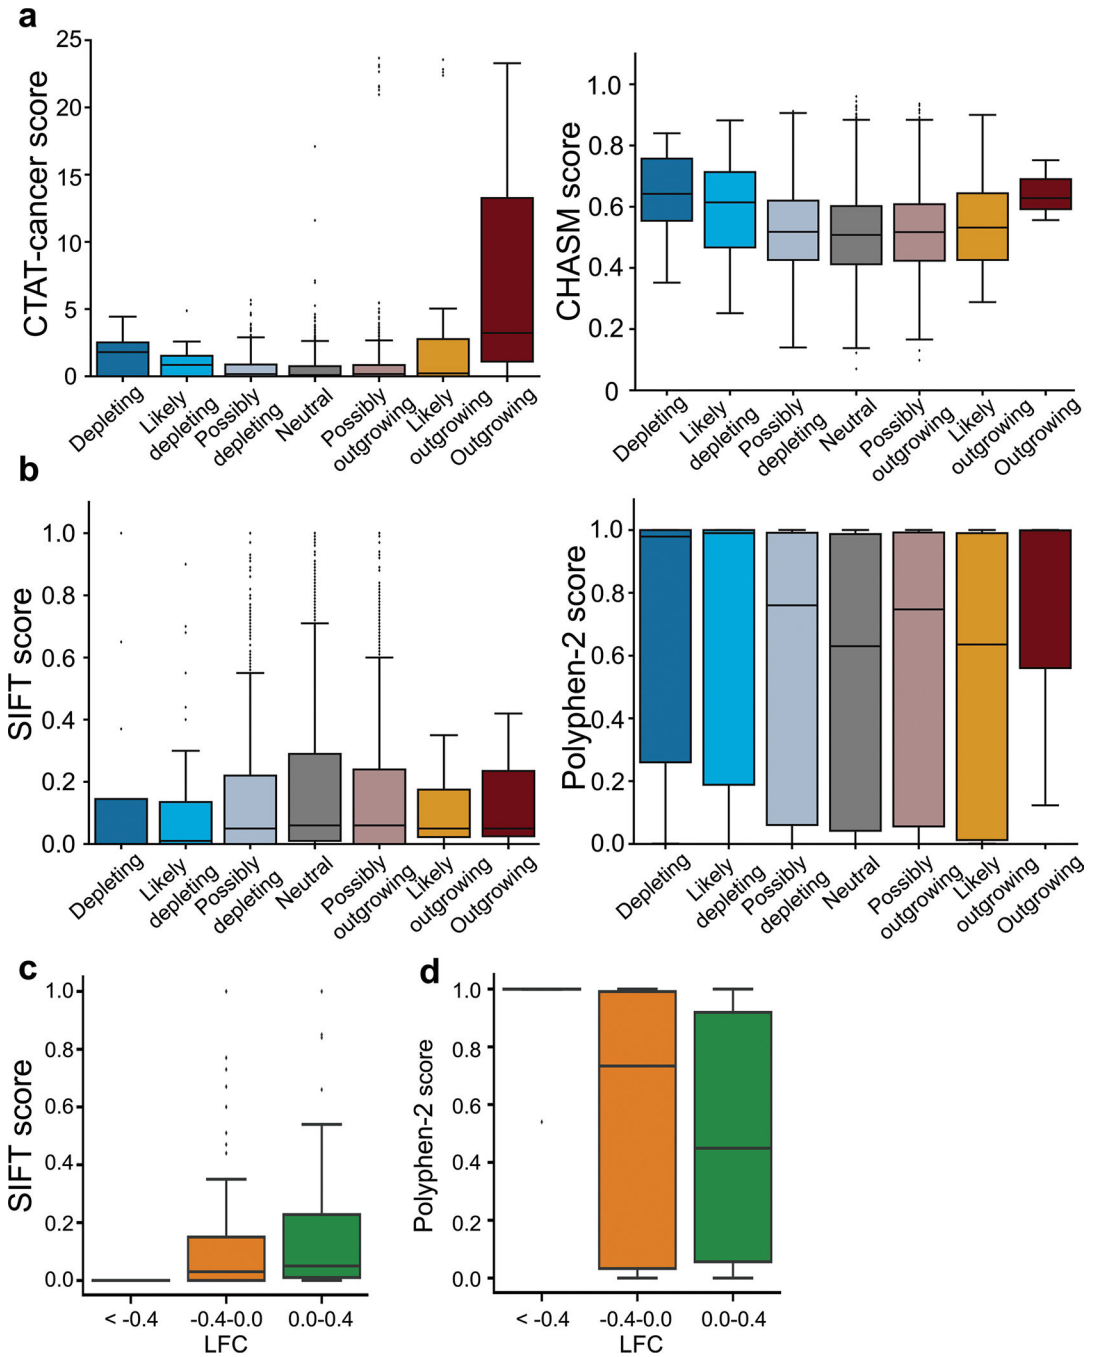 a
CTAT-cancer score
25
20
15
10
5
0
Depleting
Likely
depleting
Possibly
depleting
Neutral
Possibly
outgrowing
Likely
outgrowing
Outgrowing
CHASM score
1.0
0.8
0.6
0.4
0.2
0
Depleting
Likely
depleting
Possibly
depleting
Neutral
Possibly
outgrowing
Likely
outgrowing
Outgrowing
b
SIFT score
1.0
0.8
0.6
0.4
0.2
0.0
Depleting
Likely
depleting
Possibly
depleting
Neutral
Possibly
outgrowing
Likely
outgrowing
Outgrowing
Polyphen-2 score
1.0
0.8
0.6
0.4
0.2
0.0
Depleting
Likely
depleting
Possibly
depleting
Neutral
Possibly
outgrowing
Likely
outgrowing
Outgrowing
c
SIFT score
1.0
0.8
0.6
0.4
0.2
0.0
< -0.4
-0.4-0.0
0.0-0.4
LFC
d
Polyphen-2 score
1.0
0.8
0.6
0.4
0.2
0.0
< -0.4
-0.4-0.0
0.0-0.4
LFC